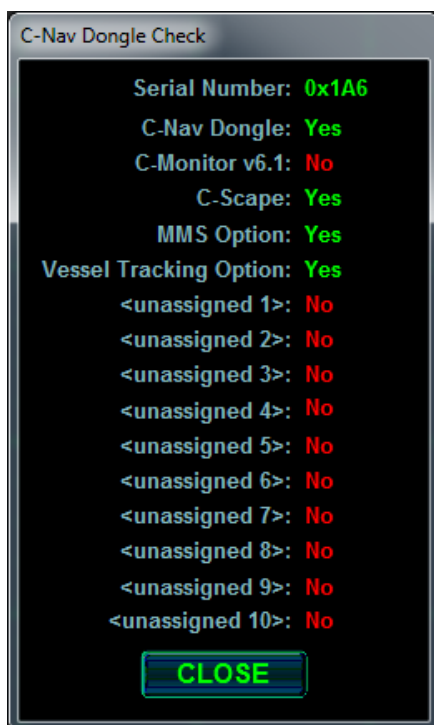 C-Nav Dongle Check
Serial Number: 0x1A6
C-Nav Dongle: Yes
C-Monitor v6.1: No
C-Scape: Yes
MMS Option: Yes
Vessel Tracking Option: Yes
<unassigned 1>: No
<unassigned 2>: No
<unassigned 3>: No
<unassigned 4>: No
<unassigned 5>: No
<unassigned 6>: No
<unassigned 7>: No
<unassigned 8>: No
<unassigned 9>: No
<unassigned 10>: No
CLOSE